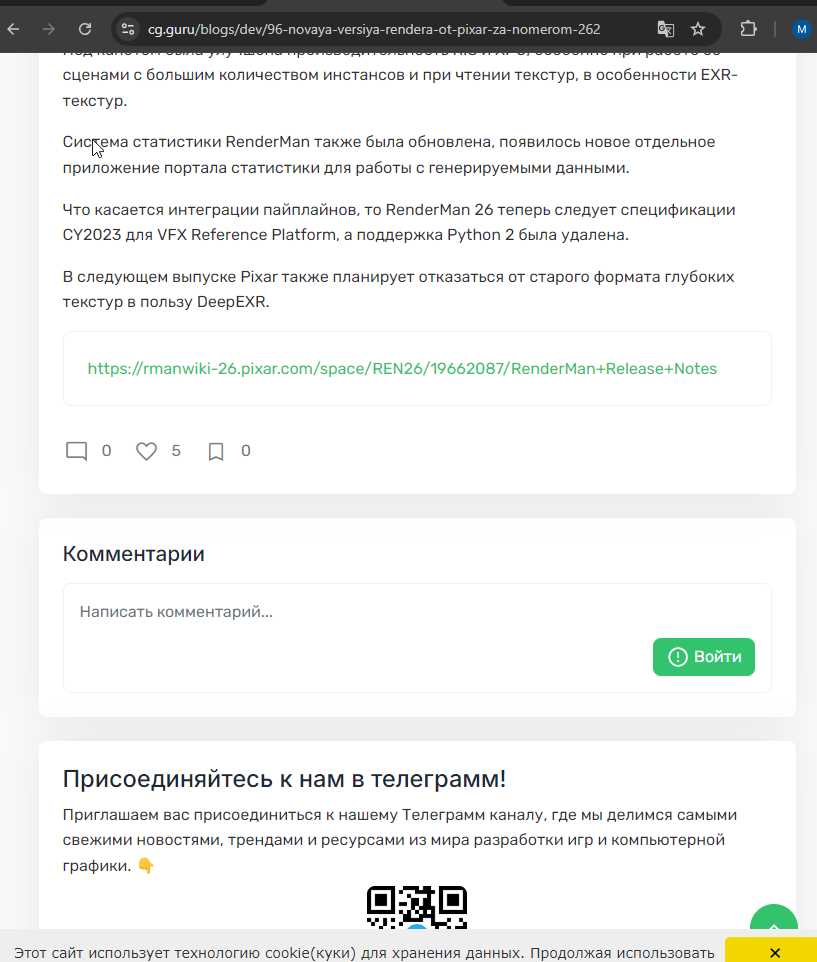 cg.guru/blogs/dev/96-novaya-versiya-rendera-ot-pixar-za-nomerom-262
M
сценами с большим количеством инстансов и при чтении текстур, в особенности EXR-
текстур.
Система статистики RenderMan также была обновлена, появилось новое отдельное
приложение портала статистики для работы с генерируемыми данными.
Что касается интеграции пайплайнов, то RenderMan 26 теперь следует спецификации
CY2023 для VFX Reference Platform, а поддержка Python 2 была удалена.
В следующем выпуске Pixar также планирует отказаться от старого формата глубоких
текстур в пользу DeepEXR.
https://rmanwiki-26.pixar.com/space/REN26/19662087/RenderMan+Release+Notes
0 5 0
Комментарии
Написать комментарий...
Войти
Присоединяйтесь к нам в телеграмм!
Приглашаем вас присоединиться к нашему Телеграмм каналу, где мы делимся самыми
свежими новостями, трендами и ресурсами из мира разработки игр и компьютерной
графики. 👇
Этот сайт использует технологию cookie(куки) для хранения данных. Продолжая использовать